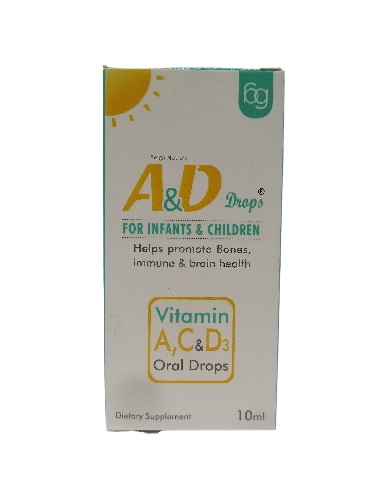 6g
A&D Drops®
FOR INFANTS & CHILDREN
Helps promote Bones,
immune & brain health
Vitamin
A,C&D3
Oral Drops
Dietary Supplement
10ml